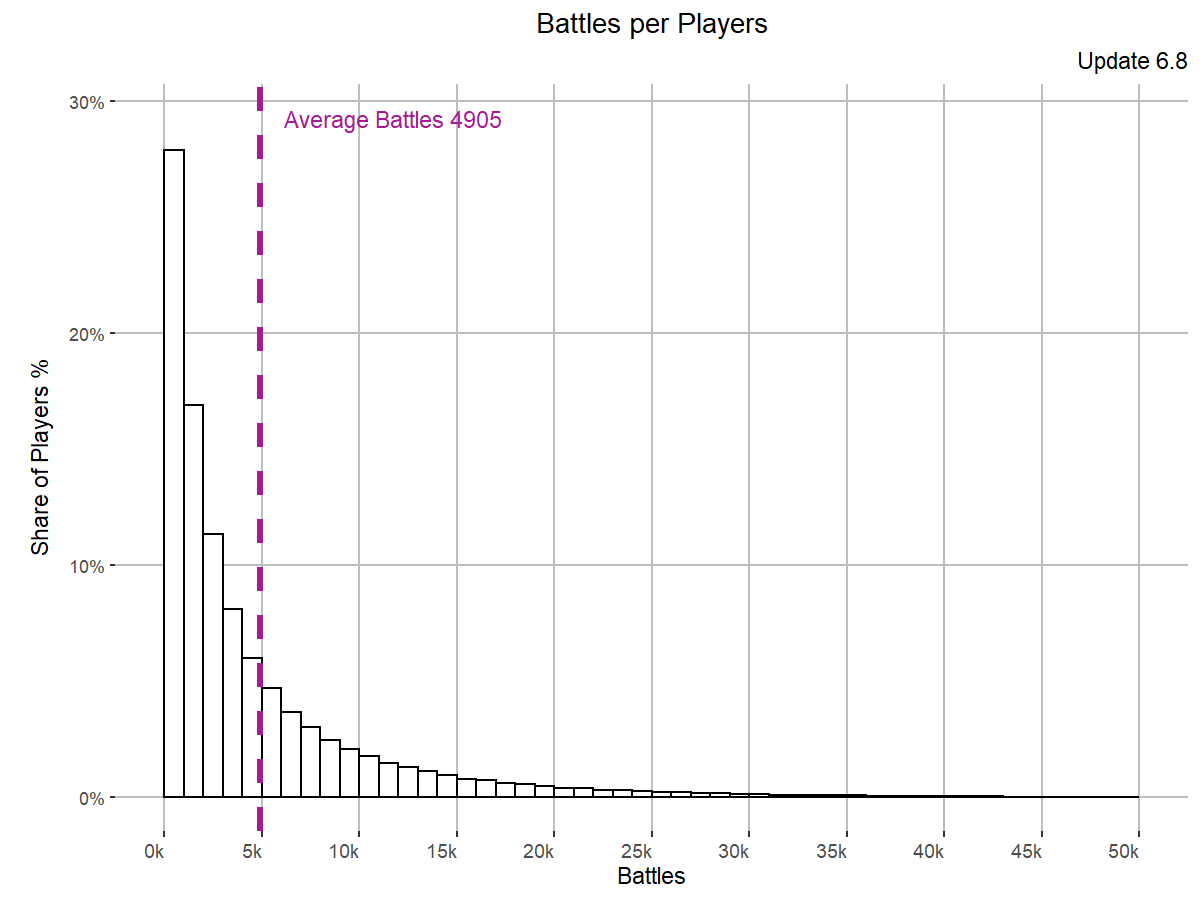 Battles per Players
Update 6.8
Average Battles 4905
Share of Players %
30%
20%
10%
0%
0k 5k 10k 15k 20k 25k 30k 35k 40k 45k 50k
Battles